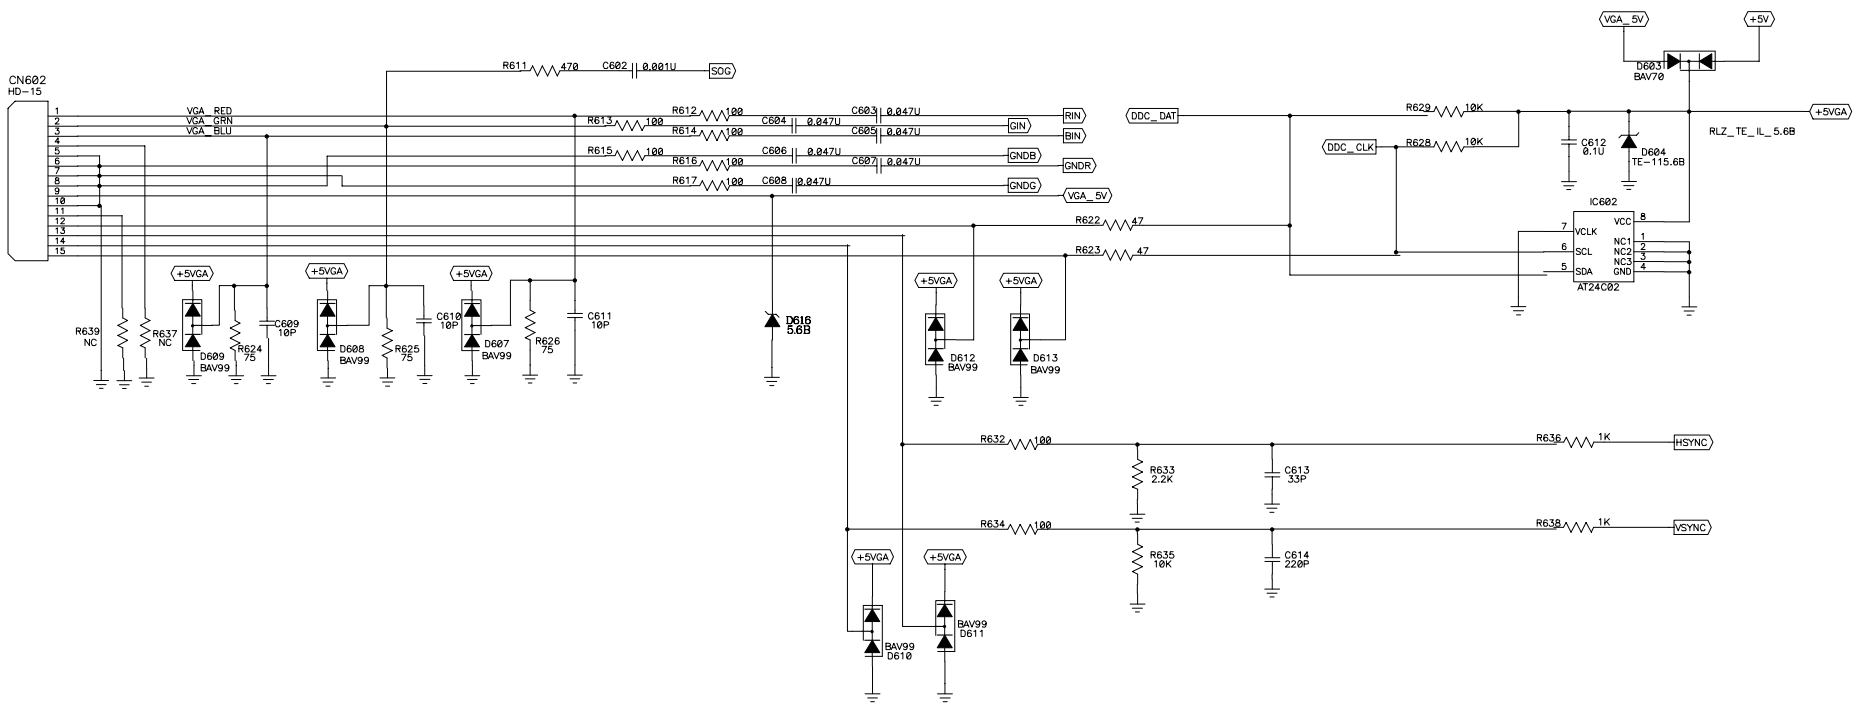 VGA_5V
+5V
R611
470
C602
0.001U
SOG
D603
BAV70
CN602
HD-15
1
VGA_RED
R612
100
C603
0.047U
RIN
DDC_DAT
R629
10K
+5VGA
2
VGA_GRN
R613
100
C604
0.047U
GIN
3
VGA_BLU
R614
100
C605
0.047U
BIN
RLZ_TE_IL_5.6B
4
DDC_CLK
R628
10K
C612
0.1U
D604
TE-115.6B
5
R615
100
C606
0.047U
GNDB
6
R616
100
C607
0.047U
GNDR
7
8
R617
100
C608
0.047U
GNDG
9
VGA_5V
10
IC602
11
12
R622
47
VCC
8
7
VCLK
13
NC1
1
14
15
R623
47
6
SCL
NC2
2
NC3
3
5
SDA
GND
4
AT24C02
+5VGA
+5VGA
+5VGA
+5VGA
+5VGA
R639
NC
R637
NC
D609
BAV99
R624
75
C609
10P
D608
BAV99
R625
75
C610
10P
D607
BAV99
R626
75
C611
10P
D616
5.6B
D612
BAV99
D613
BAV99
R632
100
R636
1K
HSYNC
R633
2.2K
C613
33P
R634
100
R638
1K
VSYNC
+5VGA
+5VGA
R635
10K
C614
220P
BAV99
D610
BAV99
D611